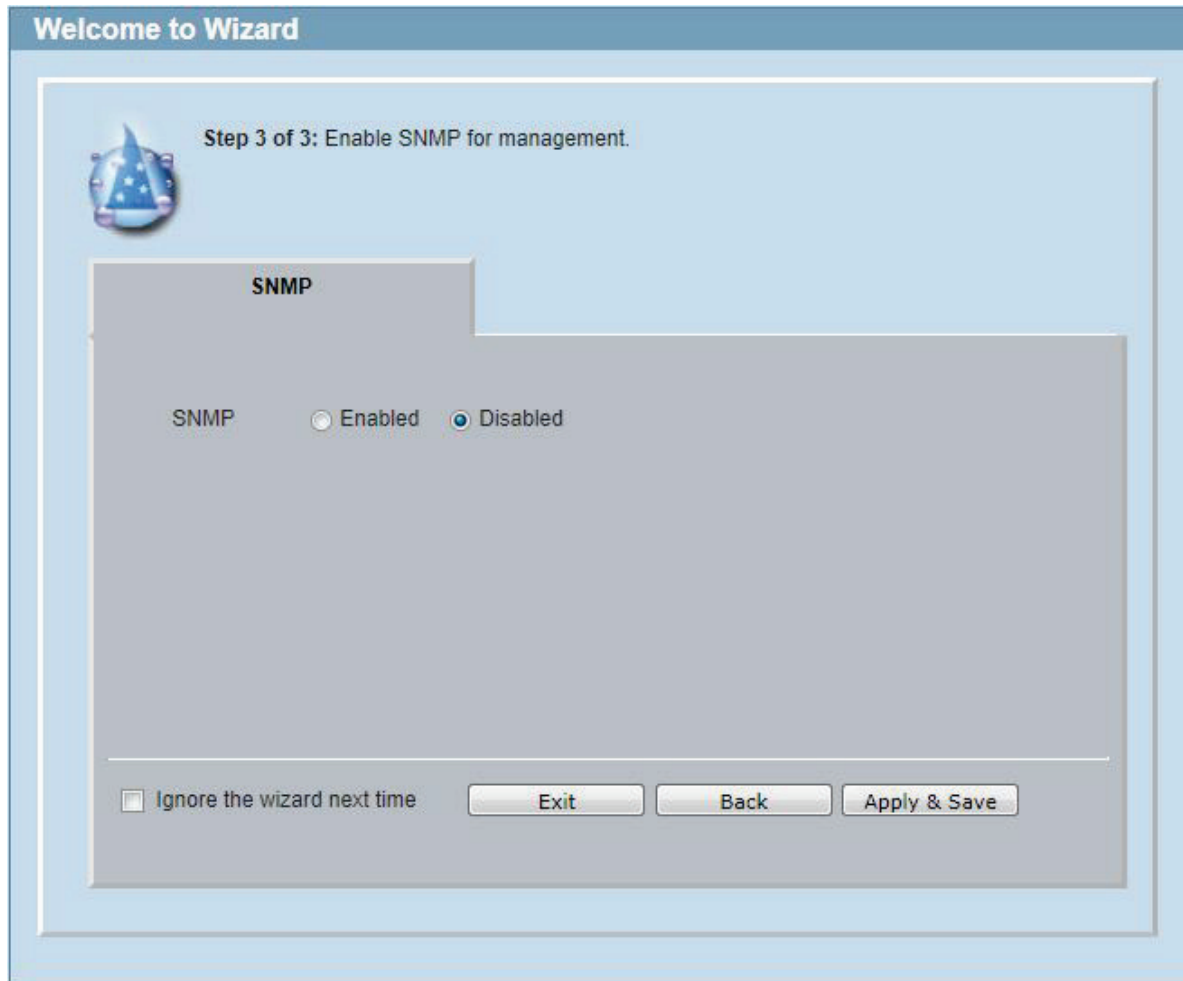 Welcome to Wizard
Step 3 of 3: Enable SNMP for management.
SNMP
SNMP Enabled Disabled
Ignore the wizard next time Exit Back Apply & Save